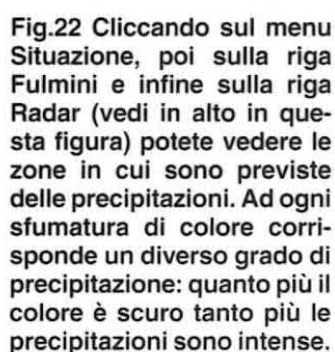 Fig.22 Cliccando sul menu
Situazione, poi sulla riga
Fulmini e infine sulla riga
Radar (vedi in alto in que-
sta figura) potete vedere le
zone in cui sono previste
delle precipitazioni. Ad ogni
sfumatura di colore corri-
sponde un diverso grado di
precipitazione: quanto più il
colore è scuro tanto più le
precipitazioni sono intense.